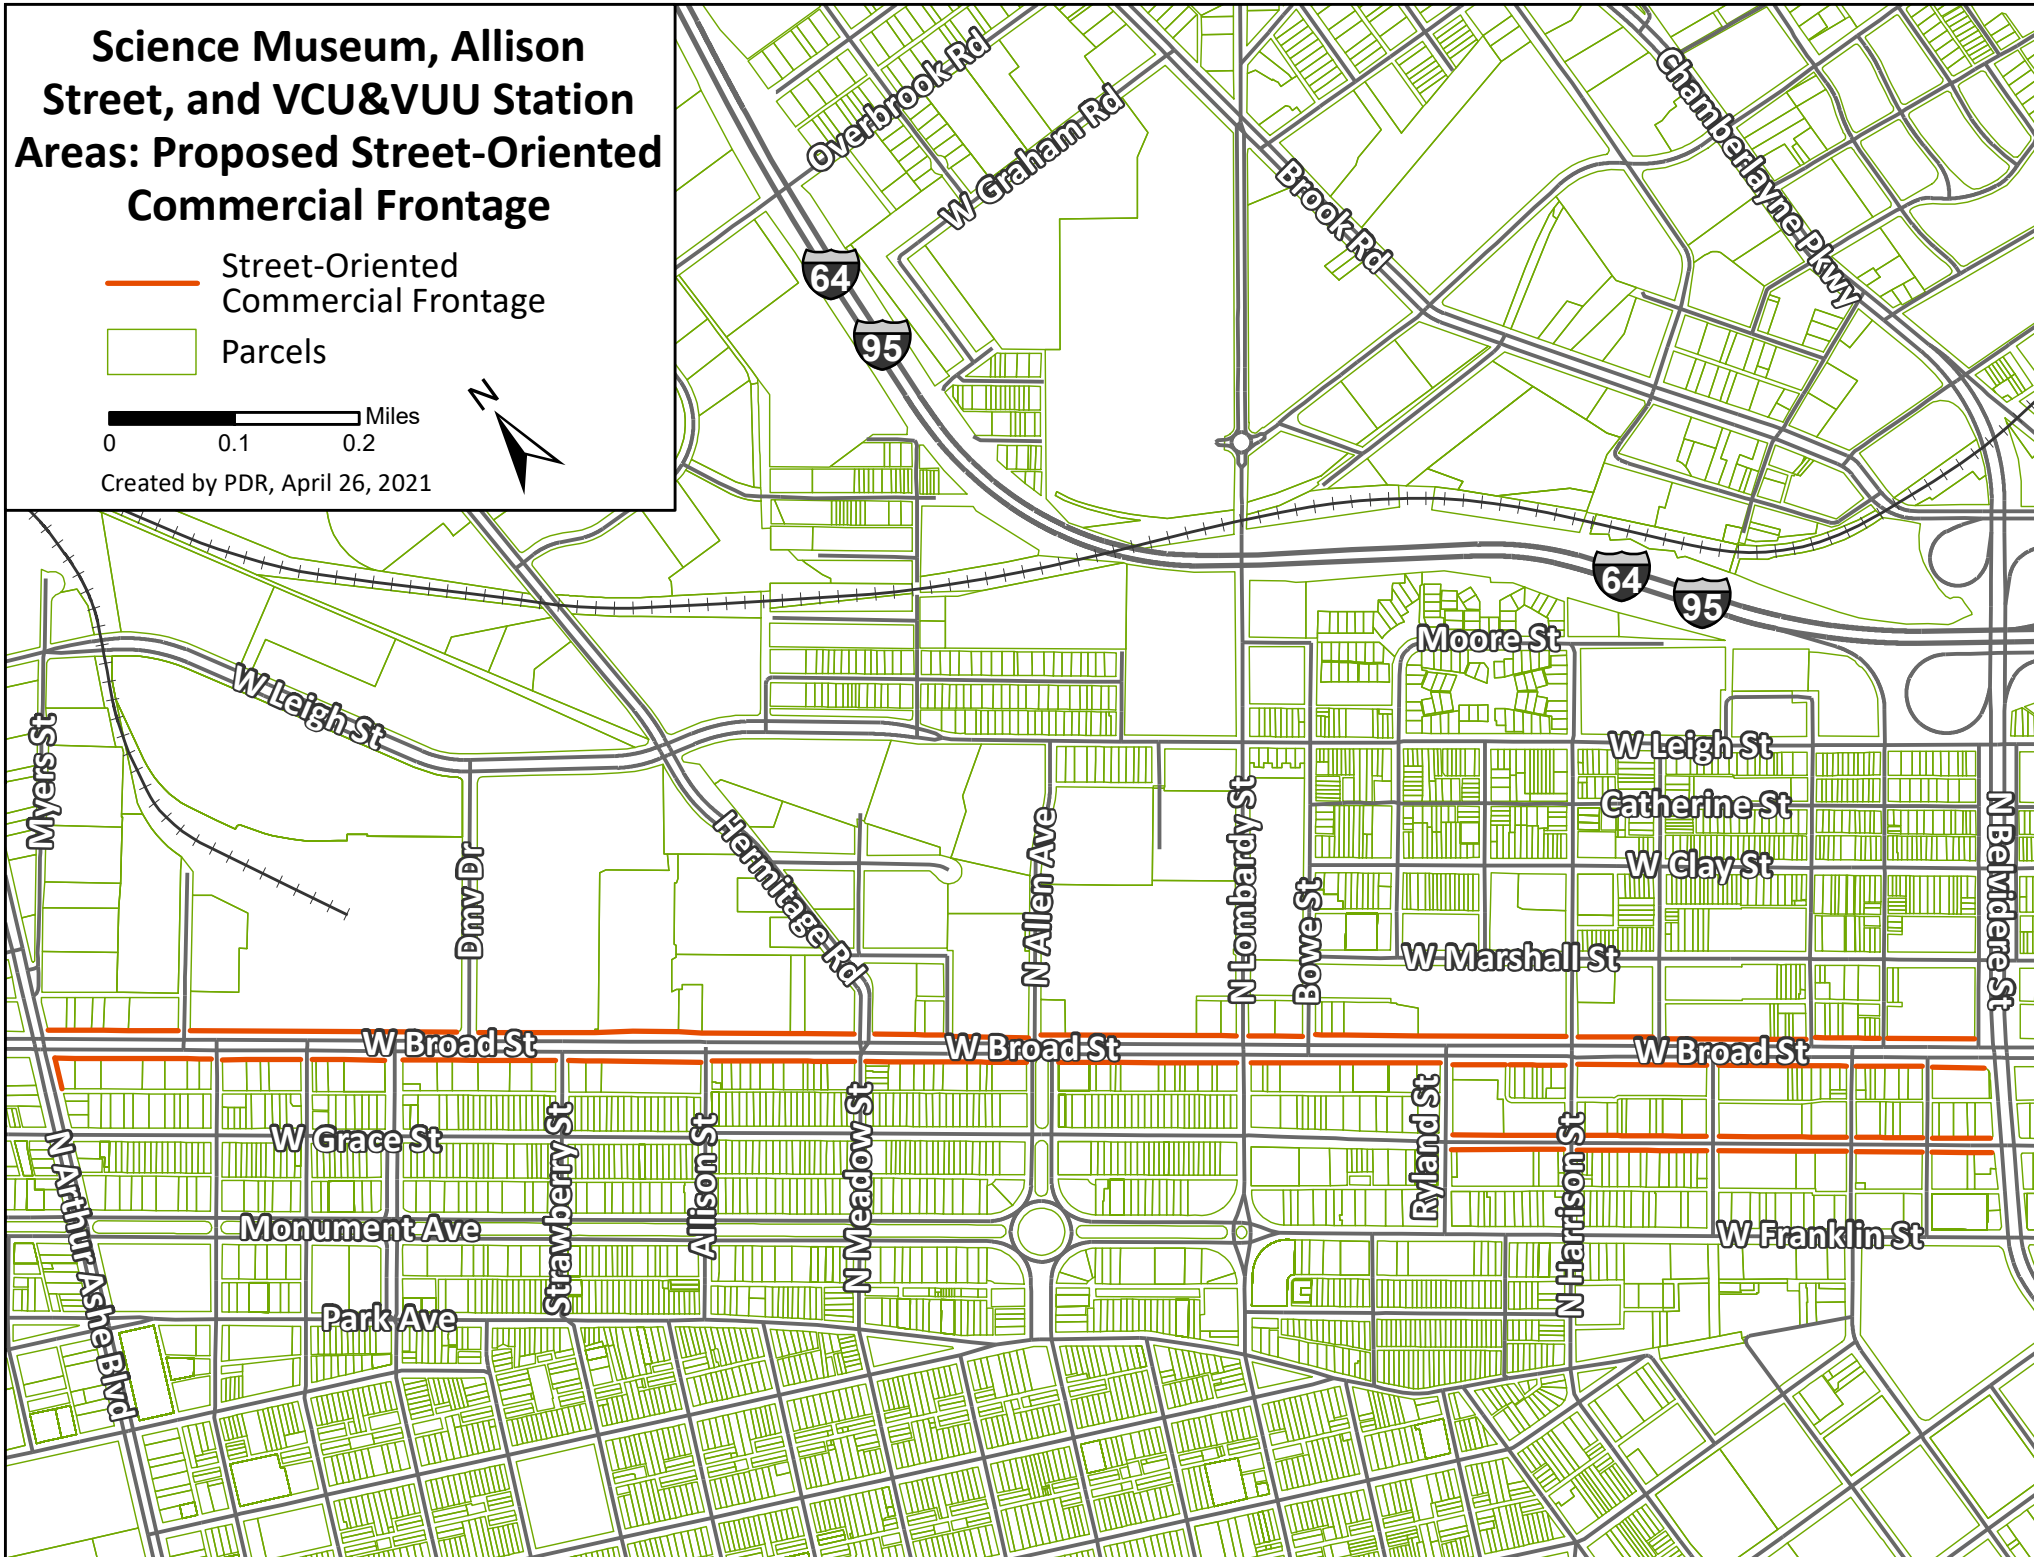 Science Museum, Allison
Street, and VCU&VUU Station
Areas: Proposed Street-Oriented
Commercial Frontage
Street-Oriented
Commercial Frontage
Parcels
Miles
0 0.1 0.2
N
Created by PDR, April 26, 2021
Overbrook Rd
W Graham Rd
Chamberlayne Pkwy
Brook Rd
64
95
64
95
Moore St
W Leigh St
Myers St
W Leigh St
Catherine St
N Lombardy St
W Clay St
Hermitage Rd
Dmv Dr
N Allen Ave
Bowe St
N Belvidere St
W Marshall St
W Broad St
W Broad St
W Broad St
Ryland St
W Grace St
Strawberry St
Allison St
N Meadow St
N Harrison St
N Arthur Ashe Blvd
Monument Ave
W Franklin St
Park Ave